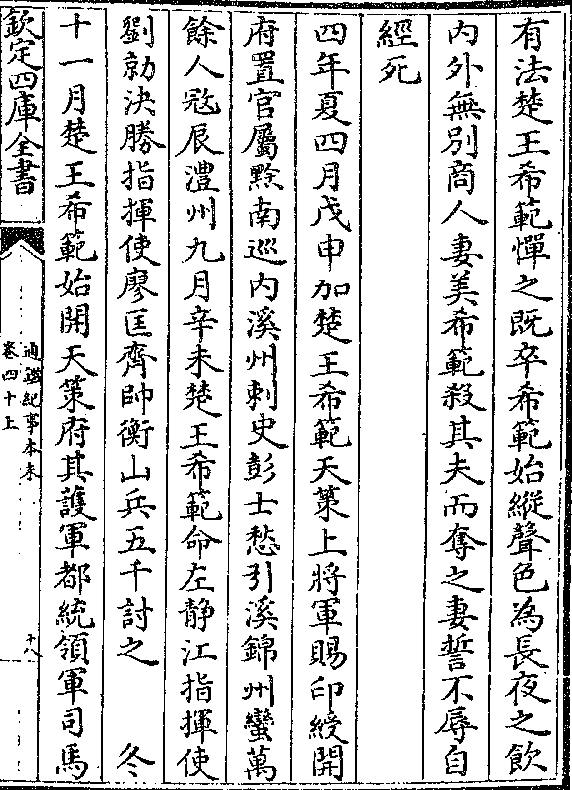 有法楚王希範憚之既卒希範始縱聲色為長夜之飲
内外無別商人妻美希範殺其夫而奪之妻誓不辱自
經死
四年夏四月戊申加楚王希範天策上將軍賜印綬開
府置官屬黔南巡内溪州刺史彭士愁引溪錦州蠻萬
餘人寇辰澧州九月辛未楚王希範命左静江指揮使
劉勍決勝指揮使廖匡齊帥衡山兵五千討之　冬
十一月楚王希範始開天策府其護軍都統領軍司馬
欽定四庫全書
通鑑紀事本末
卷四十上
十八